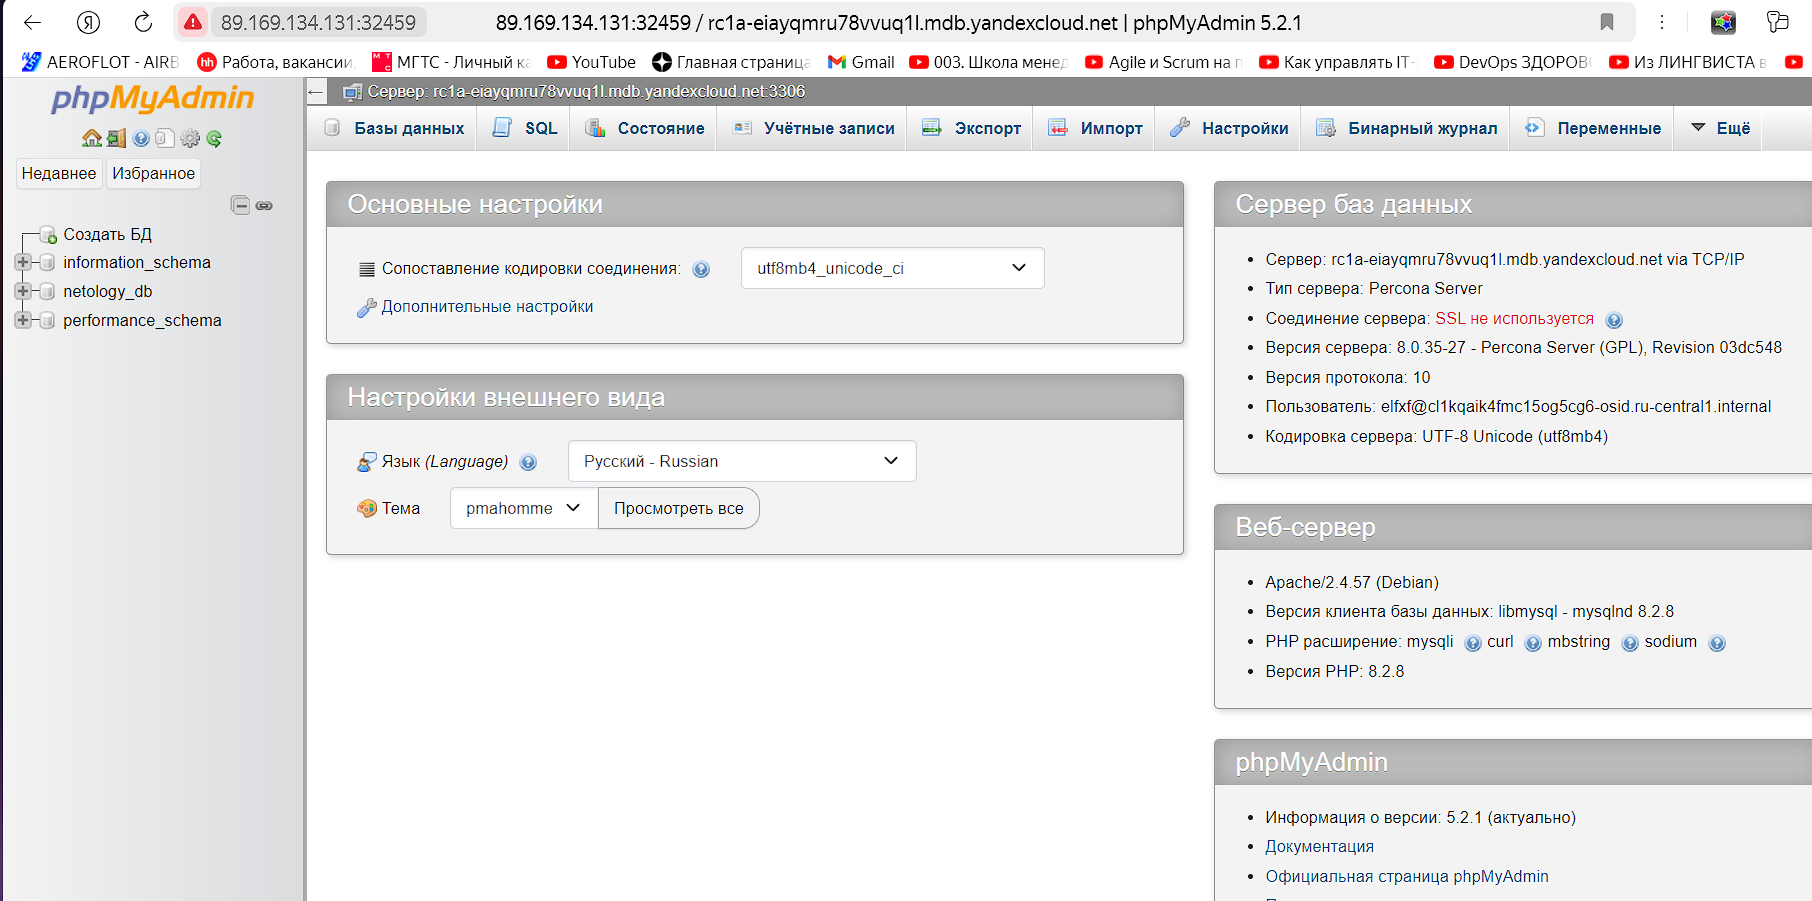 89.169.134.131:32459
89.169.134.131:32459 / rc1a-eiayqmru78vvuq1l.mdb.yandexcloud.net | phpMyAdmin 5.2.1
AEROFLOT - AIRB
hh Работа, вакансии,
МТС МГТС - Личный ка
YouTube
Главная страница
Gmail
003. Школа менед
Agile и Scrum на п
Как управлять IT-
DevOps ЗДОРОВО
Из ЛИНГВИСТА в
phpMyAdmin
Недавнее
Избранное
Создать БД
information_schema
netology_db
performance_schema
Сервер: rc1a-eiayqmru78vvuq1l.mdb.yandexcloud.net:3306
Базы данных
SQL
Состояние
Учётные записи
Экспорт
Импорт
Настройки
Бинарный журнал
Переменные
Ещё
Основные настройки
Сопоставление кодировки соединения:
utf8mb4_unicode_ci
Дополнительные настройки
Настройки внешнего вида
Язык (Language)
Русский - Russian
Тема
pmahomme
Просмотреть все
Сервер баз данных
Сервер: rc1a-eiayqmru78vvuq1l.mdb.yandexcloud.net via TCP/IP
Тип сервера: Percona Server
Соединение сервера: SSL не используется
Версия сервера: 8.0.35-27 - Percona Server (GPL), Revision 03dc548
Версия протокола: 10
Пользователь: elfxf@cl1kqaik4fmc15og5cg6-osid.ru-central1.internal
Кодировка сервера: UTF-8 Unicode (utf8mb4)
Веб-сервер
Apache/2.4.57 (Debian)
Версия клиента базы данных: libmysql - mysqlnd 8.2.8
PHP расширение: mysqli curl mbstring sodium
Версия PHP: 8.2.8
phpMyAdmin
Информация о версии: 5.2.1 (актуально)
Документация
Официальная страница phpMyAdmin